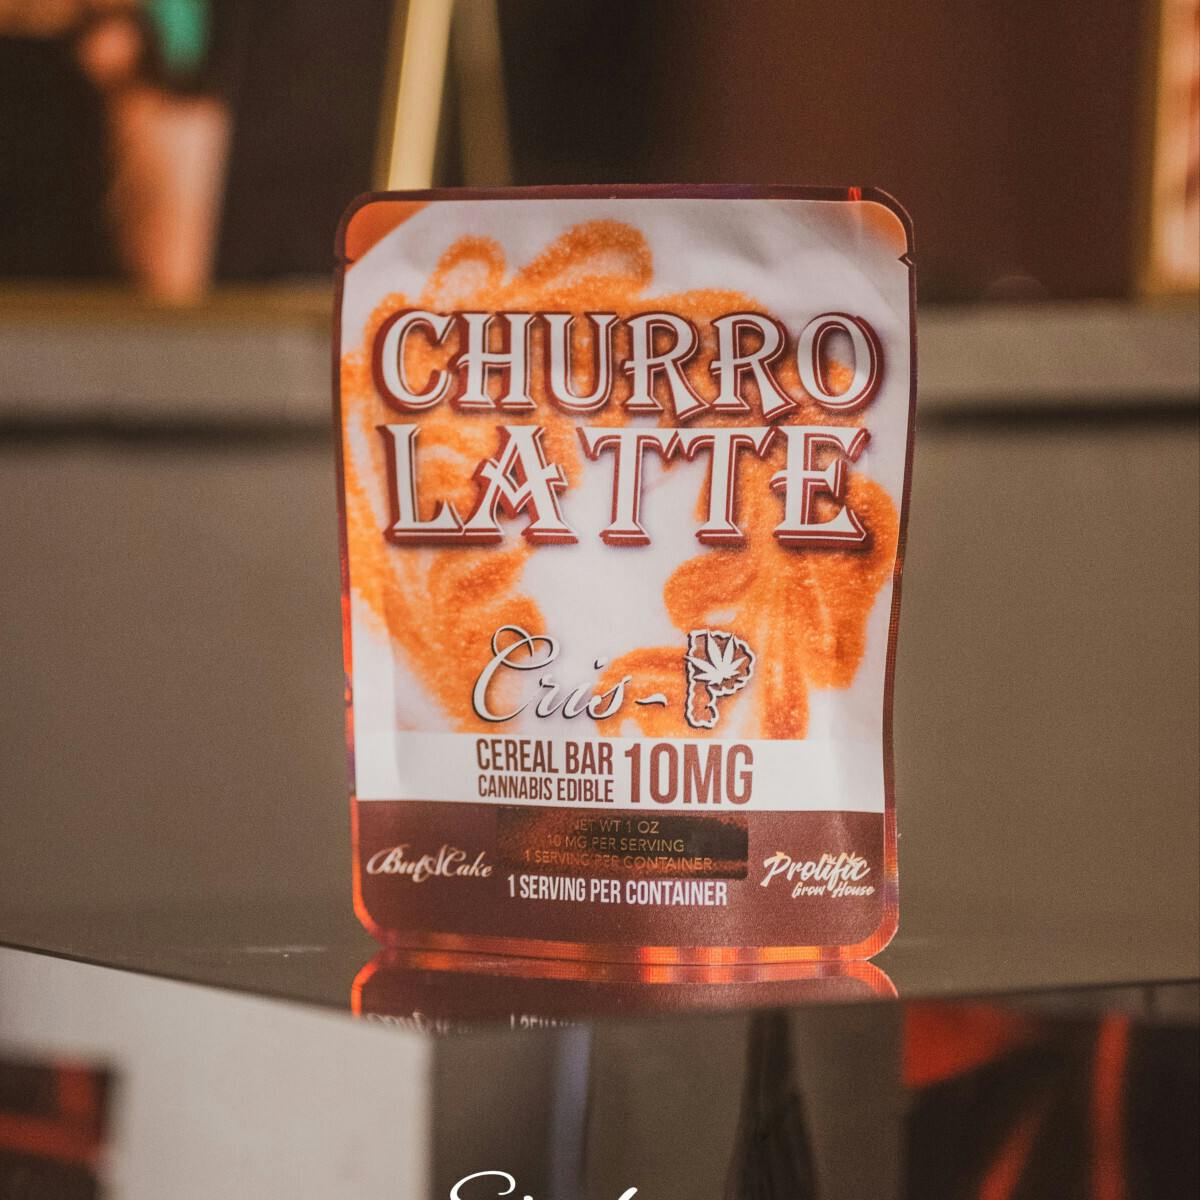 CHURRO
LATTE
Cris-P
CEREAL BAR 10MG
CANNABIS EDIBLE
NET WT 1 OZ
10 MG PER SERVING
1 SERVING PER CONTAINER
1 SERVING PER CONTAINER
Prolific
Grow House